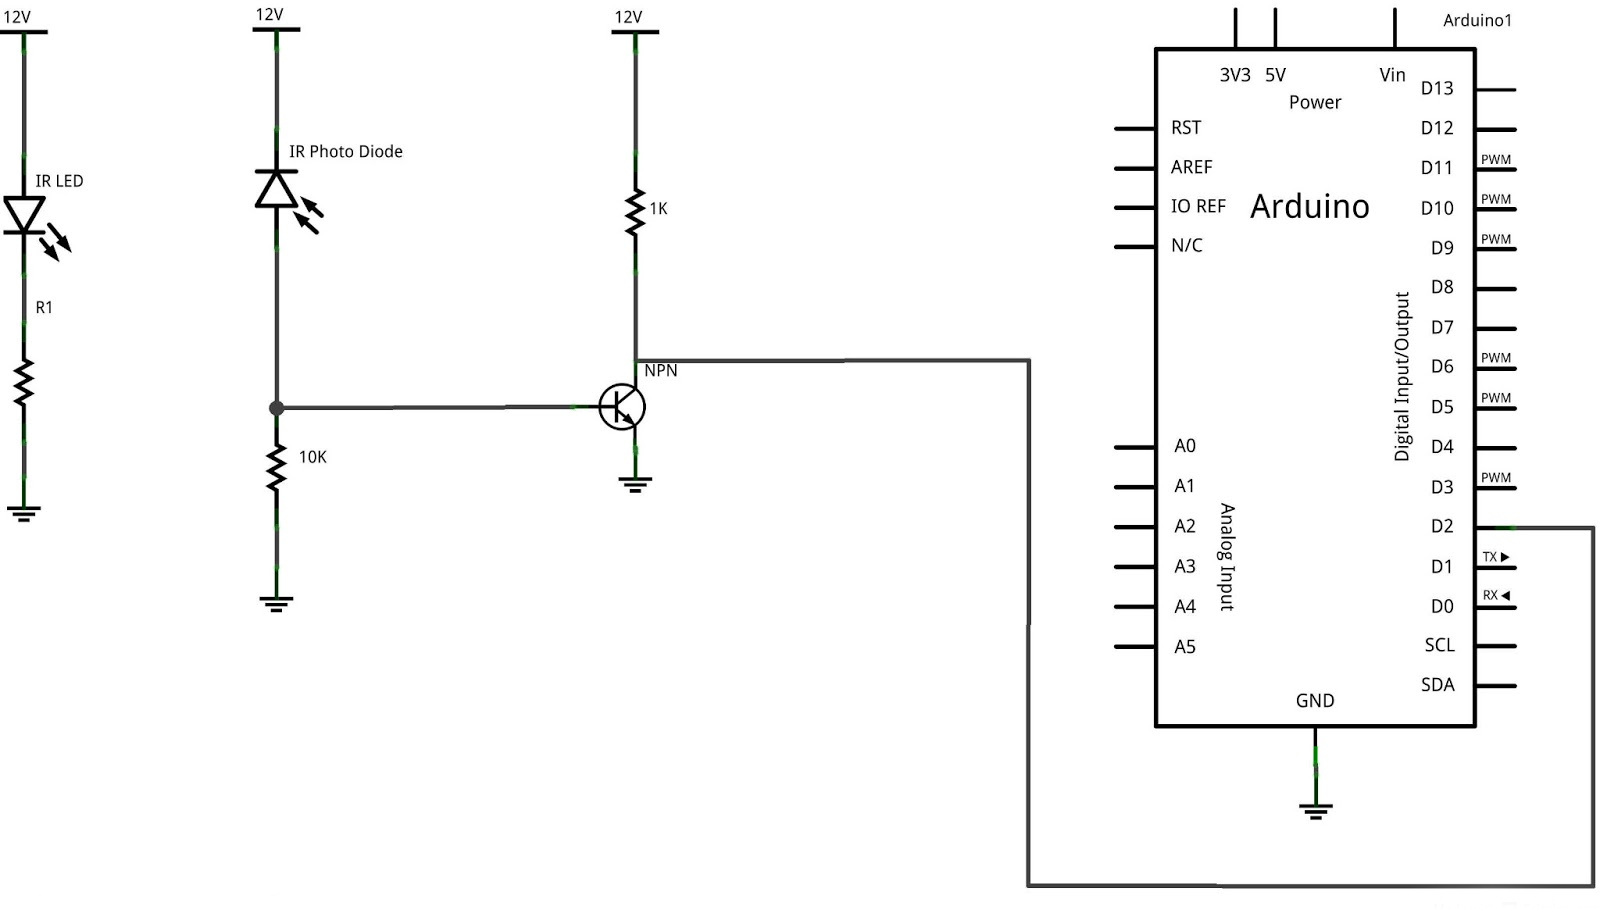 12V
IR LED
R1
12V
IR Photo Diode
10K
12V
1K
NPN
Arduino1
3V3 5V Vin
Power
Arduino
RST
AREF
IO REF
N/C
A0
A1
A2
A3
A4
A5
Analog Input
Digital Input/Output
D13
D12
D11 PWM
D10 PWM
D9 PWM
D8
D7
D6 PWM
D5 PWM
D4
D3 PWM
D2
D1 TX
D0 RX
SCL
SDA
GND